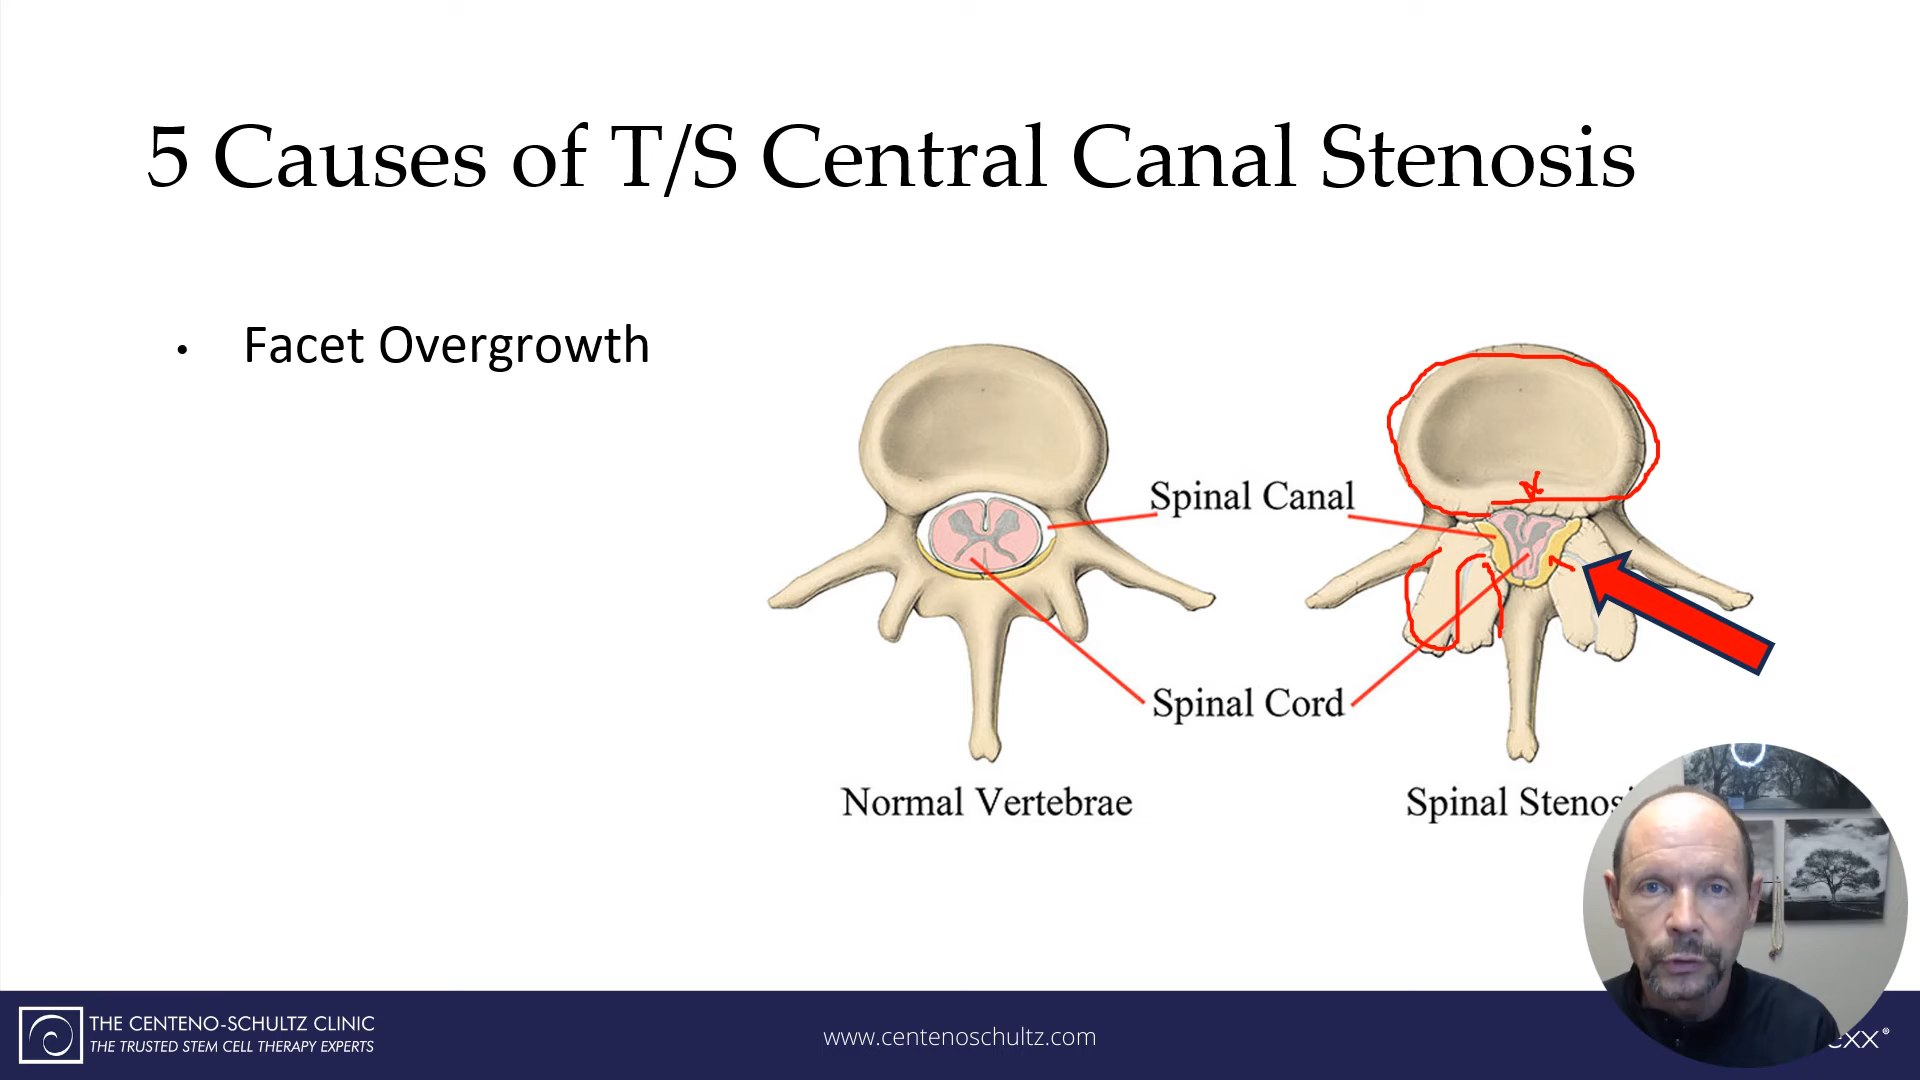 5 Causes of T/S Central Canal Stenosis
• Facet Overgrowth
Spinal Canal
Spinal Cord
Normal Vertebrae
Spinal
THE CENTENO-SCHULTZ CLINIC
THE TRUSTED STEM CELL THERAPY EXPERTS
www.centenoschultz.com